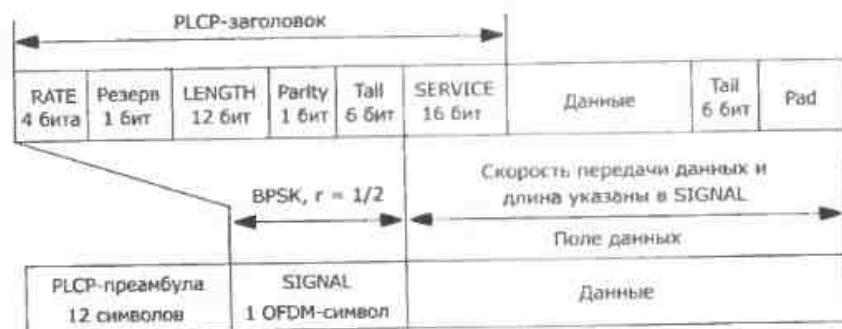 PLCP-заголовок
RATE
4 бита
Резерв
1 бит
LENGTH
12 бит
Parity
1 бит
Tail
6 бит
SERVICE
16 бит
Данные
Tail
6 бит
Pad
BPSK, r = 1/2
Скорость передачи данных и
длина указаны в SIGNAL
Поле данных
PLCP-преамбула
12 символов
SIGNAL
1 OFDM-символ
Данные